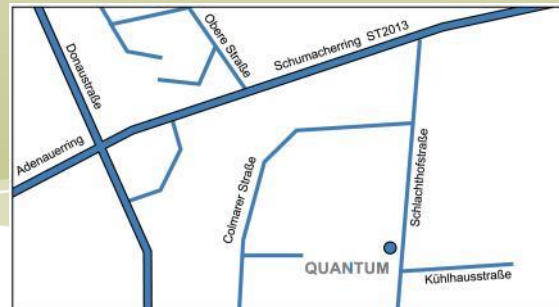 Obere Straße
Donaustraße
Schumacherring ST2013
Adenauerring
Colmarer Straße
Schlachthofstraße
QUANTUM
Kühlhausstraße